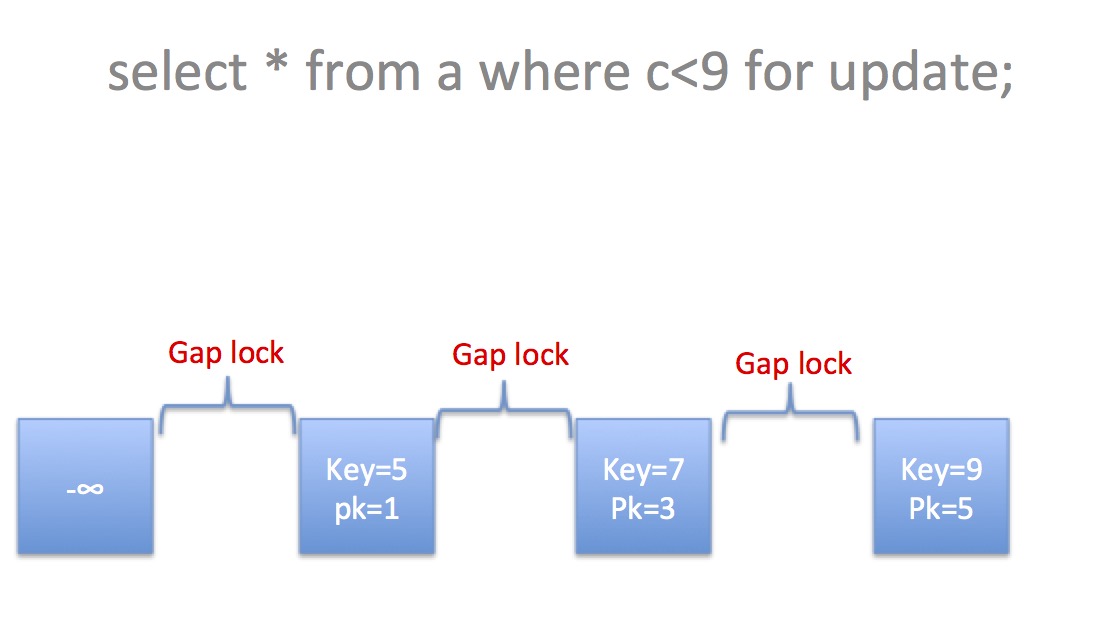 select * from a where c<9 for update;
Gap lock
Gap lock
Gap lock
-∞
Key=5
pk=1
Key=7
Pk=3
Key=9
Pk=5